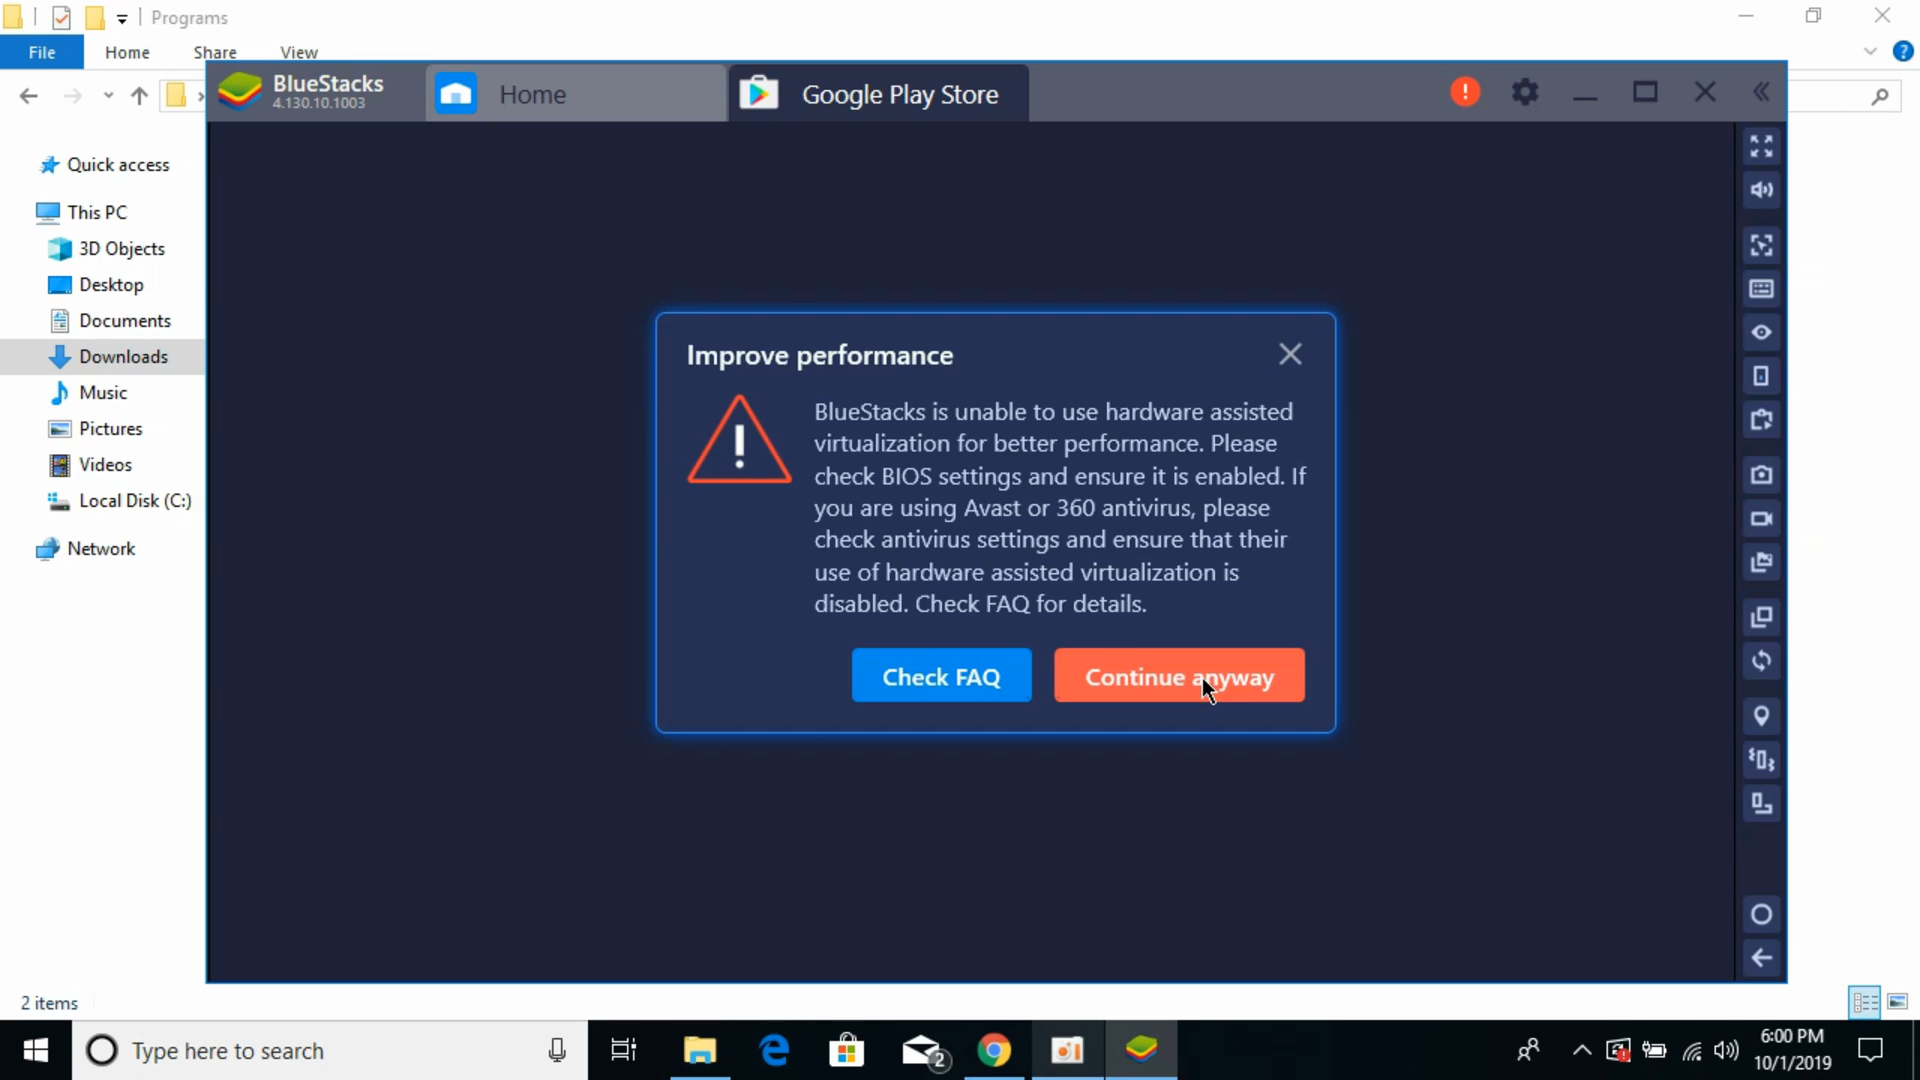 Programs
File
Home
Share
View
BlueStacks
4.130.10.1003
Home
Google Play Store
Quick access
This PC
3D Objects
Desktop
Documents
Downloads
Music
Pictures
Videos
Local Disk (C:)
Network
Improve performance
BlueStacks is unable to use hardware assisted
virtualization for better performance. Please
check BIOS settings and ensure it is enabled. If
you are using Avast or 360 antivirus, please
check antivirus settings and ensure that their
use of hardware assisted virtualization is
disabled. Check FAQ for details.
Check FAQ
Continue anyway
2 items
Type here to search
2
6:00 PM
10/1/2019